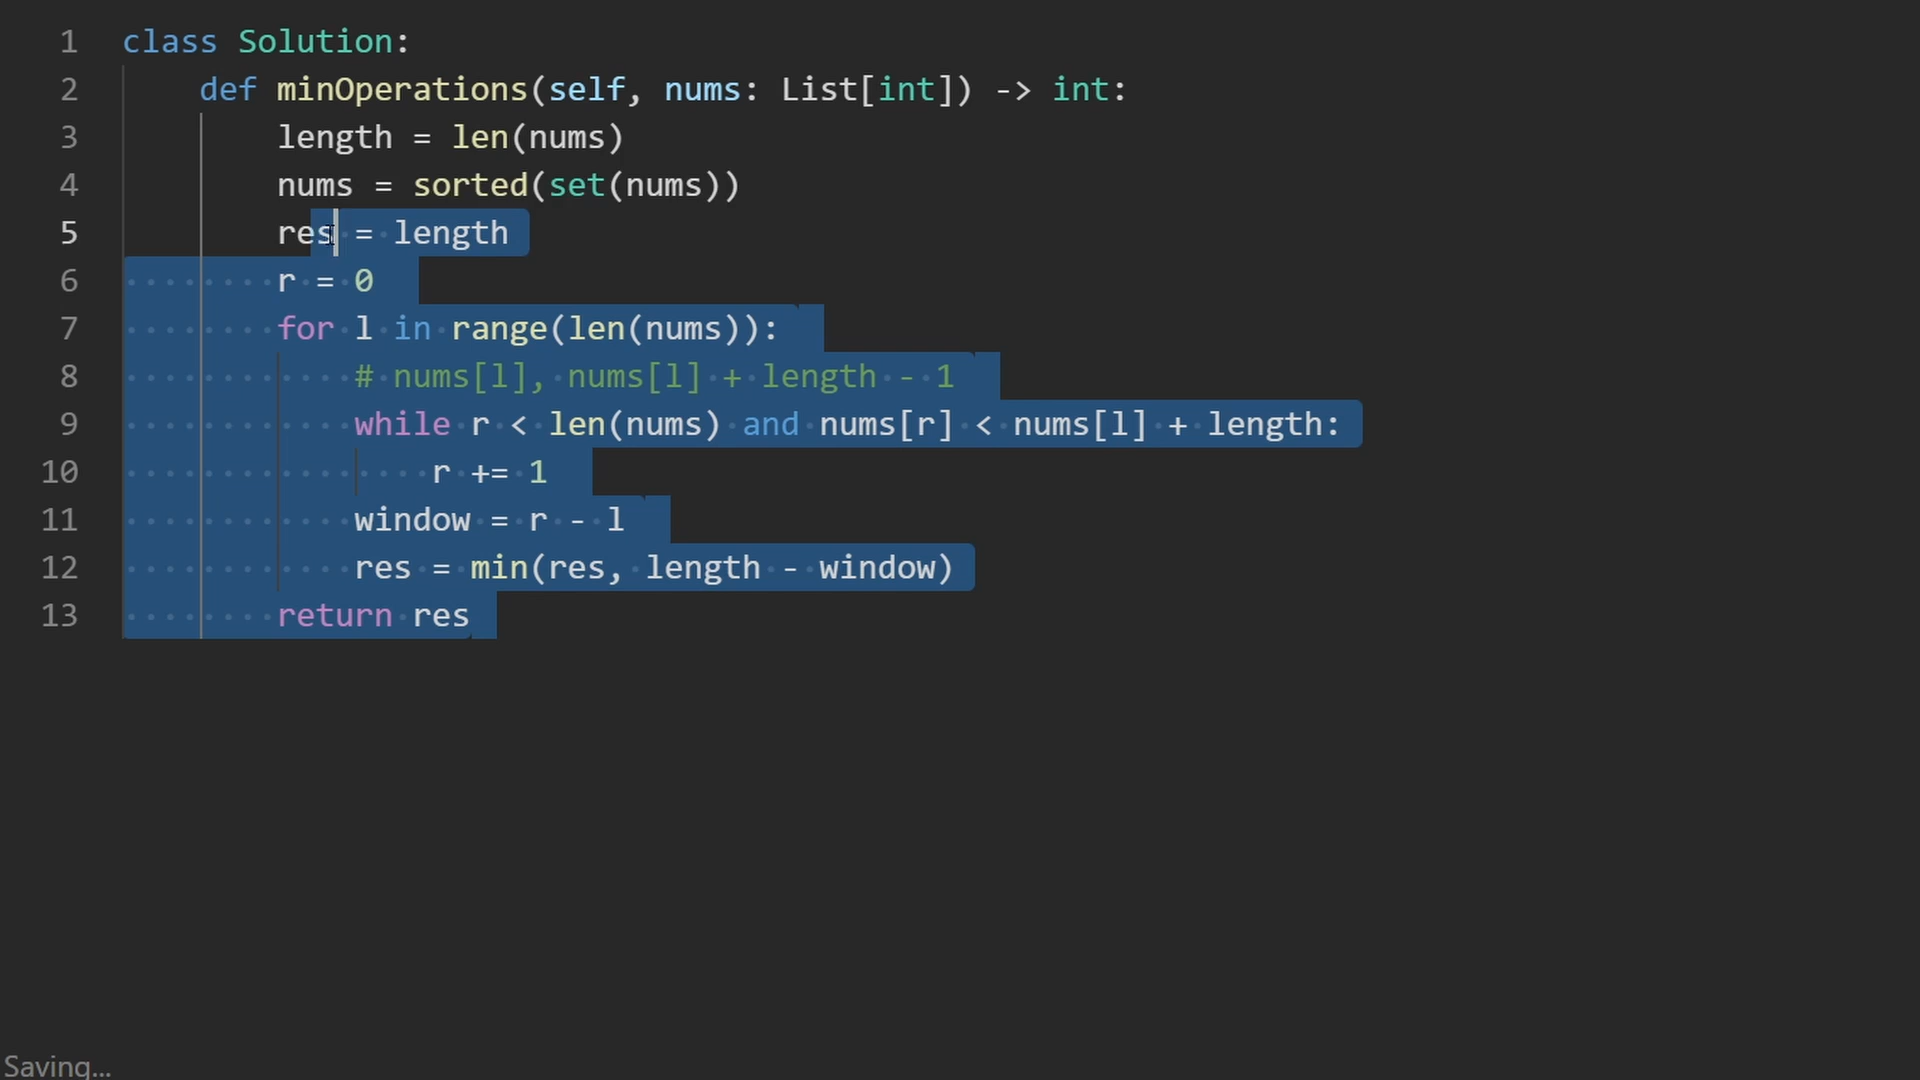 1 class Solution:
2 def minOperations(self, nums: List[int]) -> int:
3 length = len(nums)
4 nums = sorted(set(nums))
5 res = length
6 r = 0
7 for l in range(len(nums)):
8 # nums[l], nums[l] + length - 1
9 while r < len(nums) and nums[r] < nums[l] + length:
10 r += 1
11 window = r - l
12 res = min(res, length - window)
13 return res
Saving...